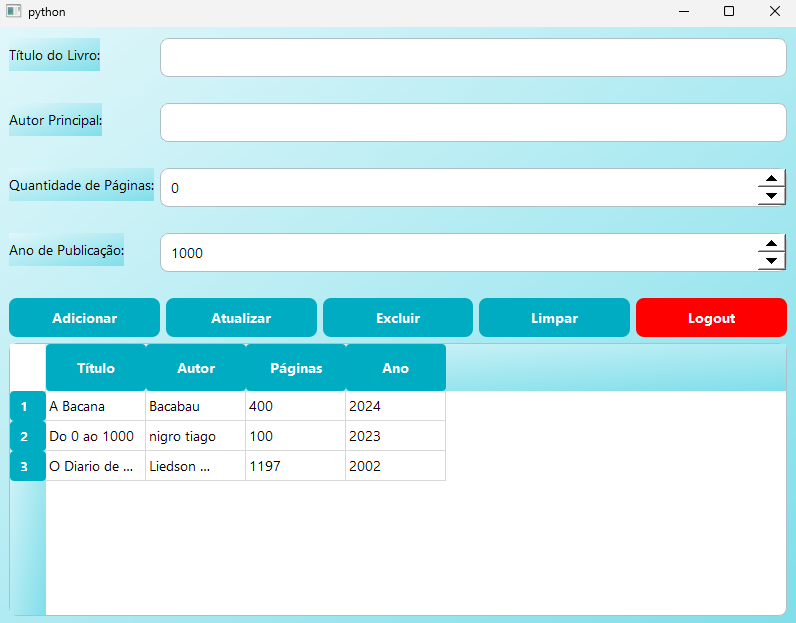 python
Título do Livro:
Autor Principal:
Quantidade de Páginas: 0
Ano de Publicação: 1000
Adicionar Atualizar Excluir Limpar Logout
Título Autor Páginas Ano
1 A Bacana Bacabau 400 2024
2 Do 0 ao 1000 nigro tiago 100 2023
3 O Diario de ... Liedson ... 1197 2002